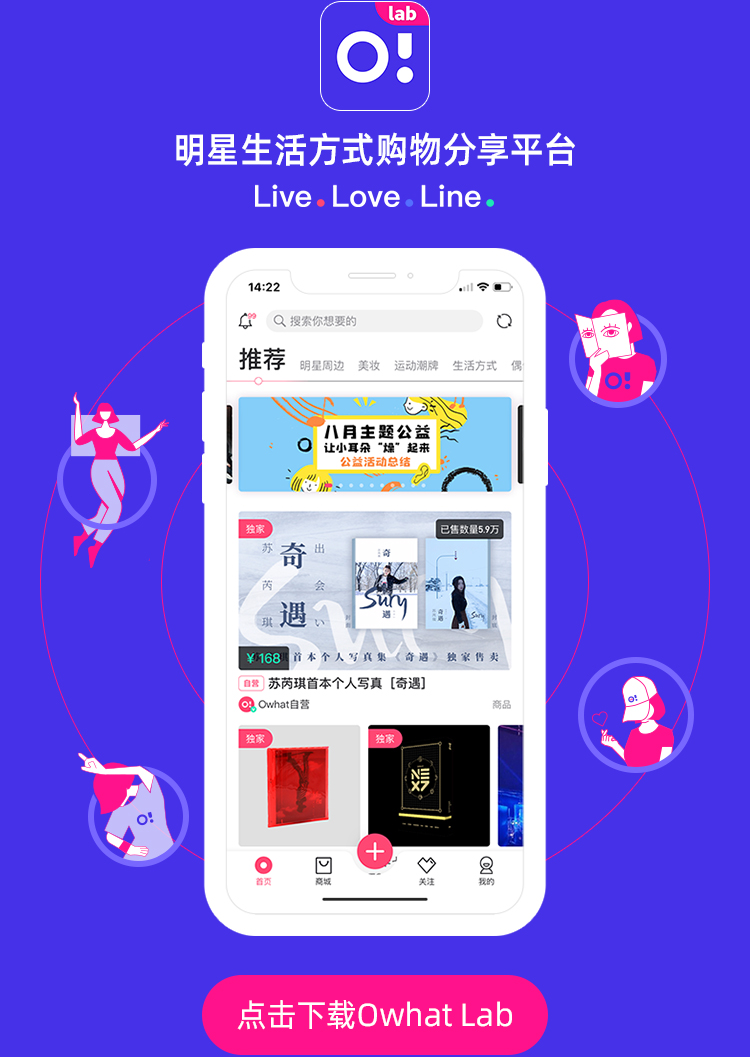 lab
O!
明星生活方式购物分享平台
Live.Love.Line.
14:22
99
搜索你想要的
推荐 明星周边 美妆 运动潮牌 生活方式 偶
八月主题公益
让小耳朵“燥”起来
公益活动总结
独家
已售数量5.9万
奇遇
苏芮琪
出会い
Sury
奇
遇
¥168
琪首本个人写真集《奇遇》独家售卖
自营 苏芮琪首本个人写真［奇遇］
O! Owhat自营 商品
独家
独家
NEX7
首页 商城 关注 我的
O!
O!
点击下载Owhat Lab